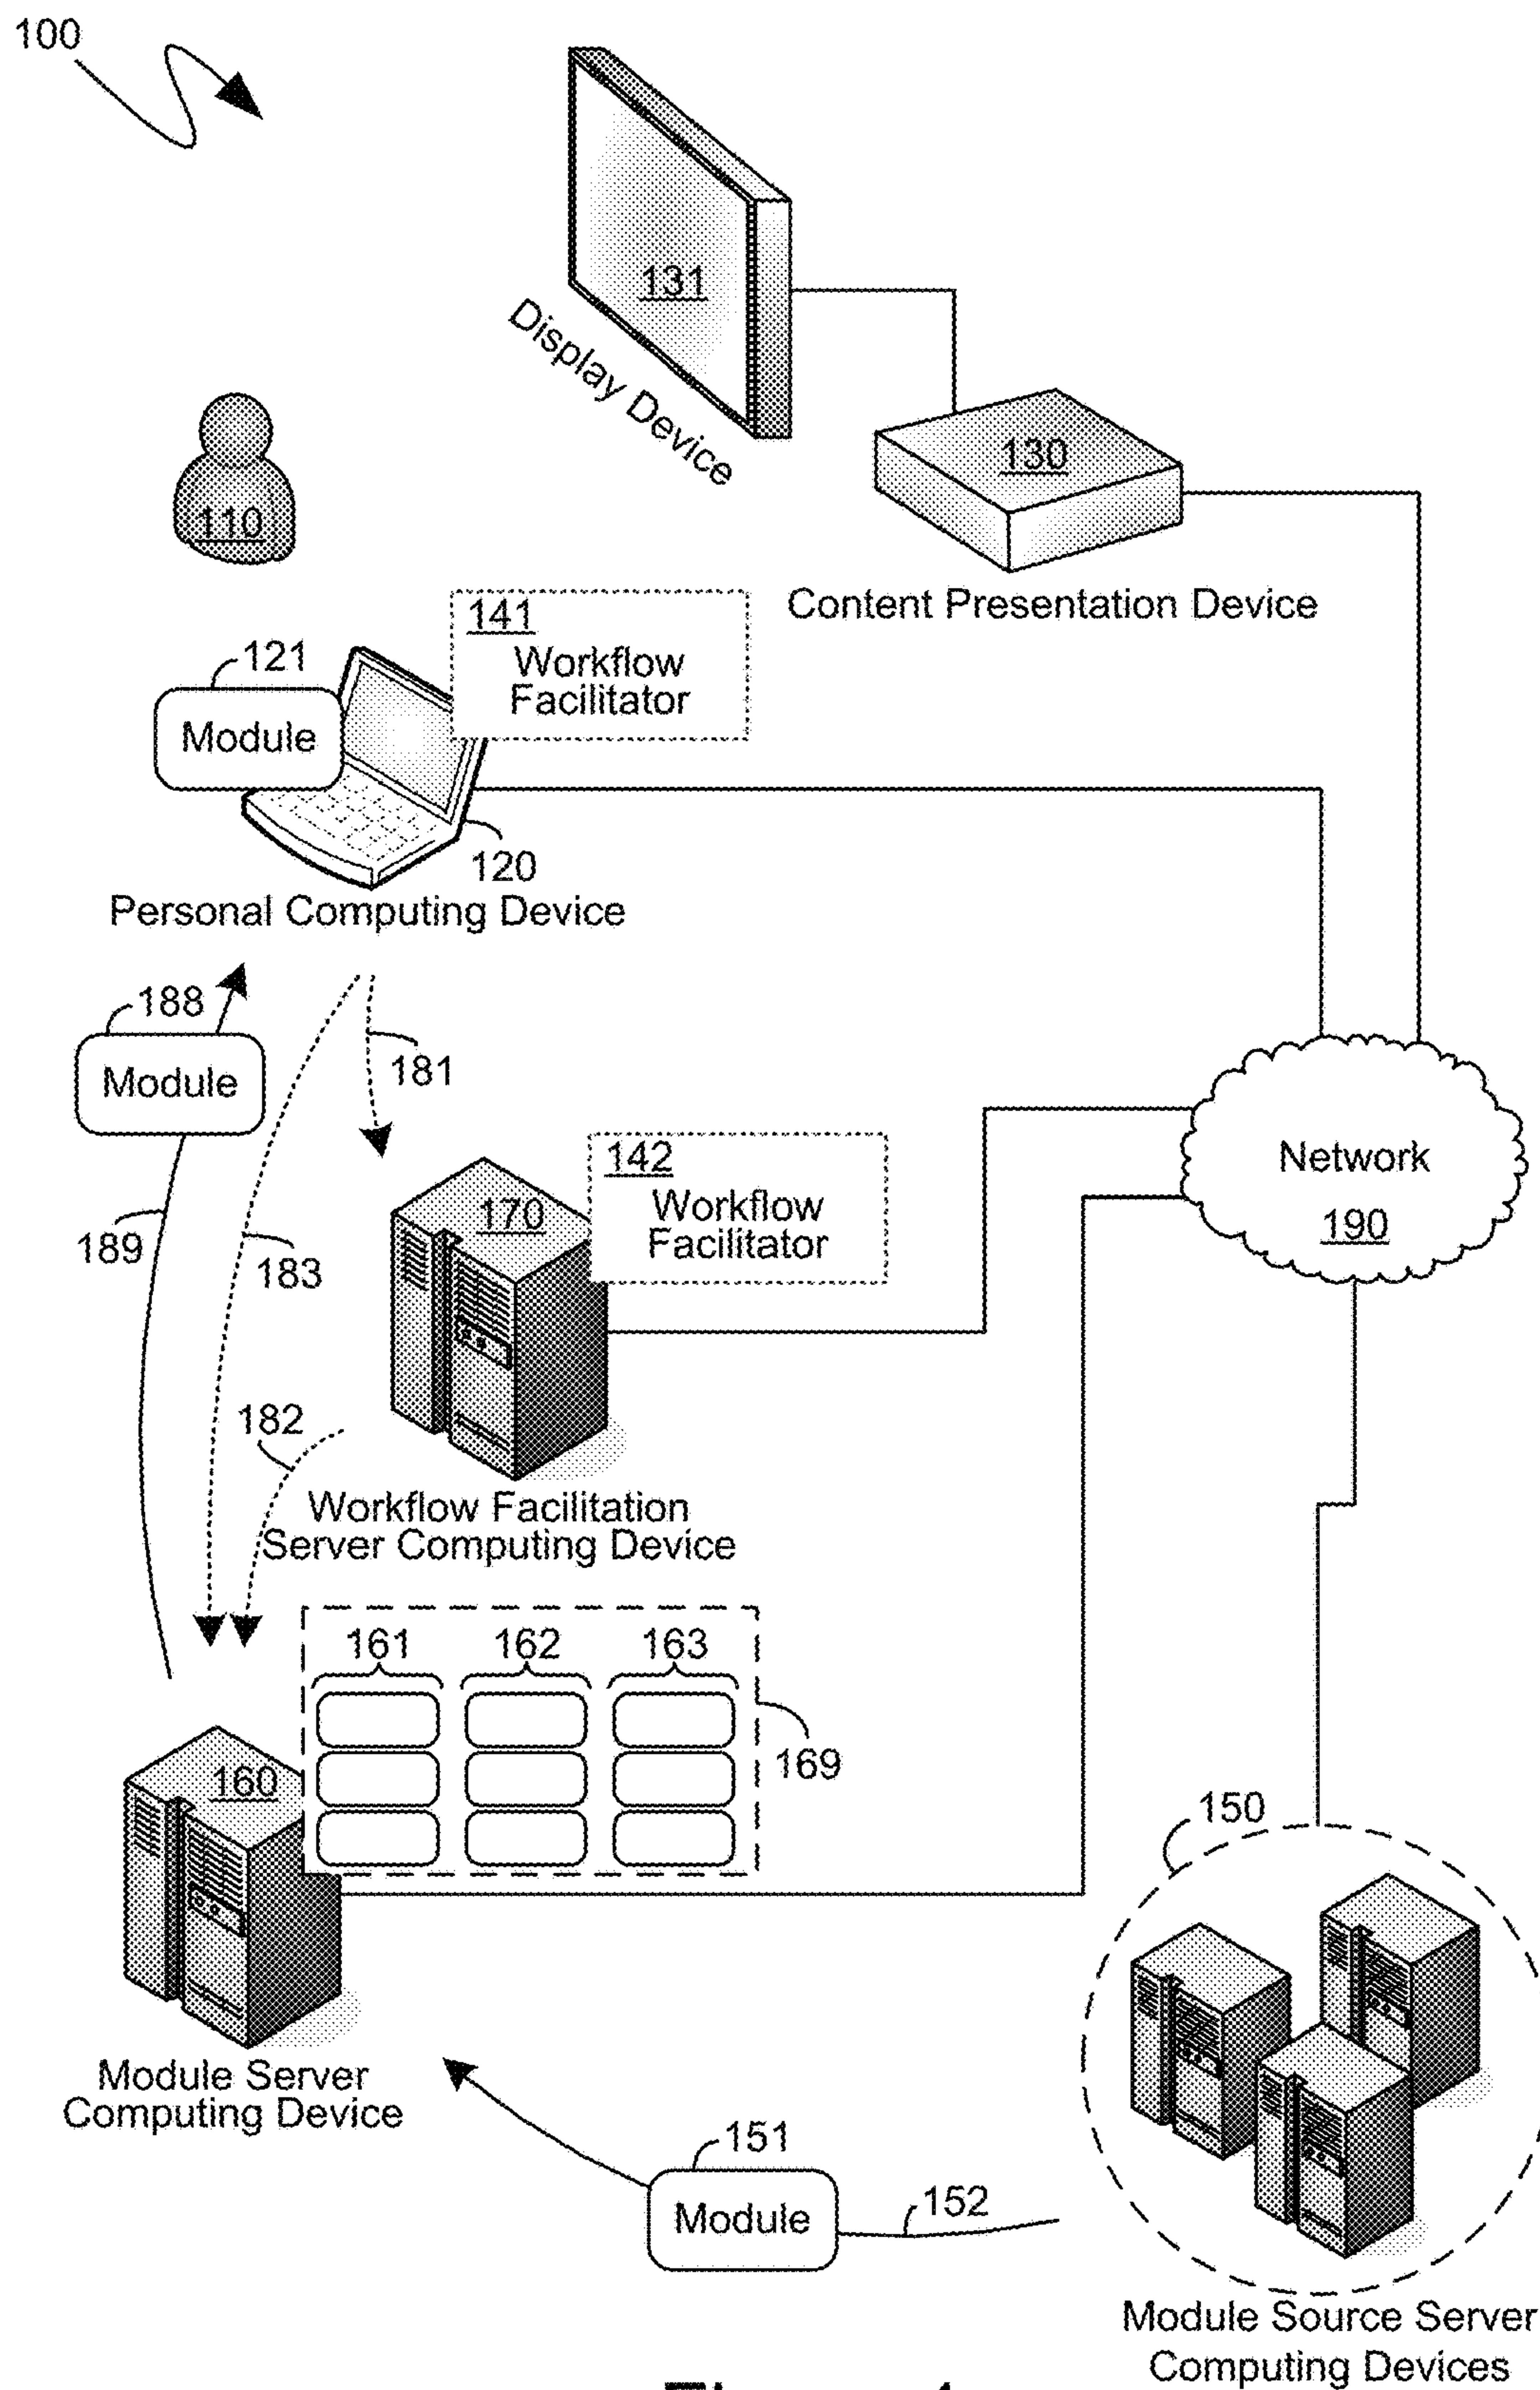 100
131
Display Device
130
Content Presentation Device
110
141
Workflow
Facilitator
121
Module
120
Personal Computing Device
188
Module
181
189
183
142
Workflow
Facilitator
170
Network
190
182
Workflow Facilitation
Server Computing Device
161 162 163
169
160
150
Module Server
Computing Device
151
Module
152
Module Source Server
Computing Devices